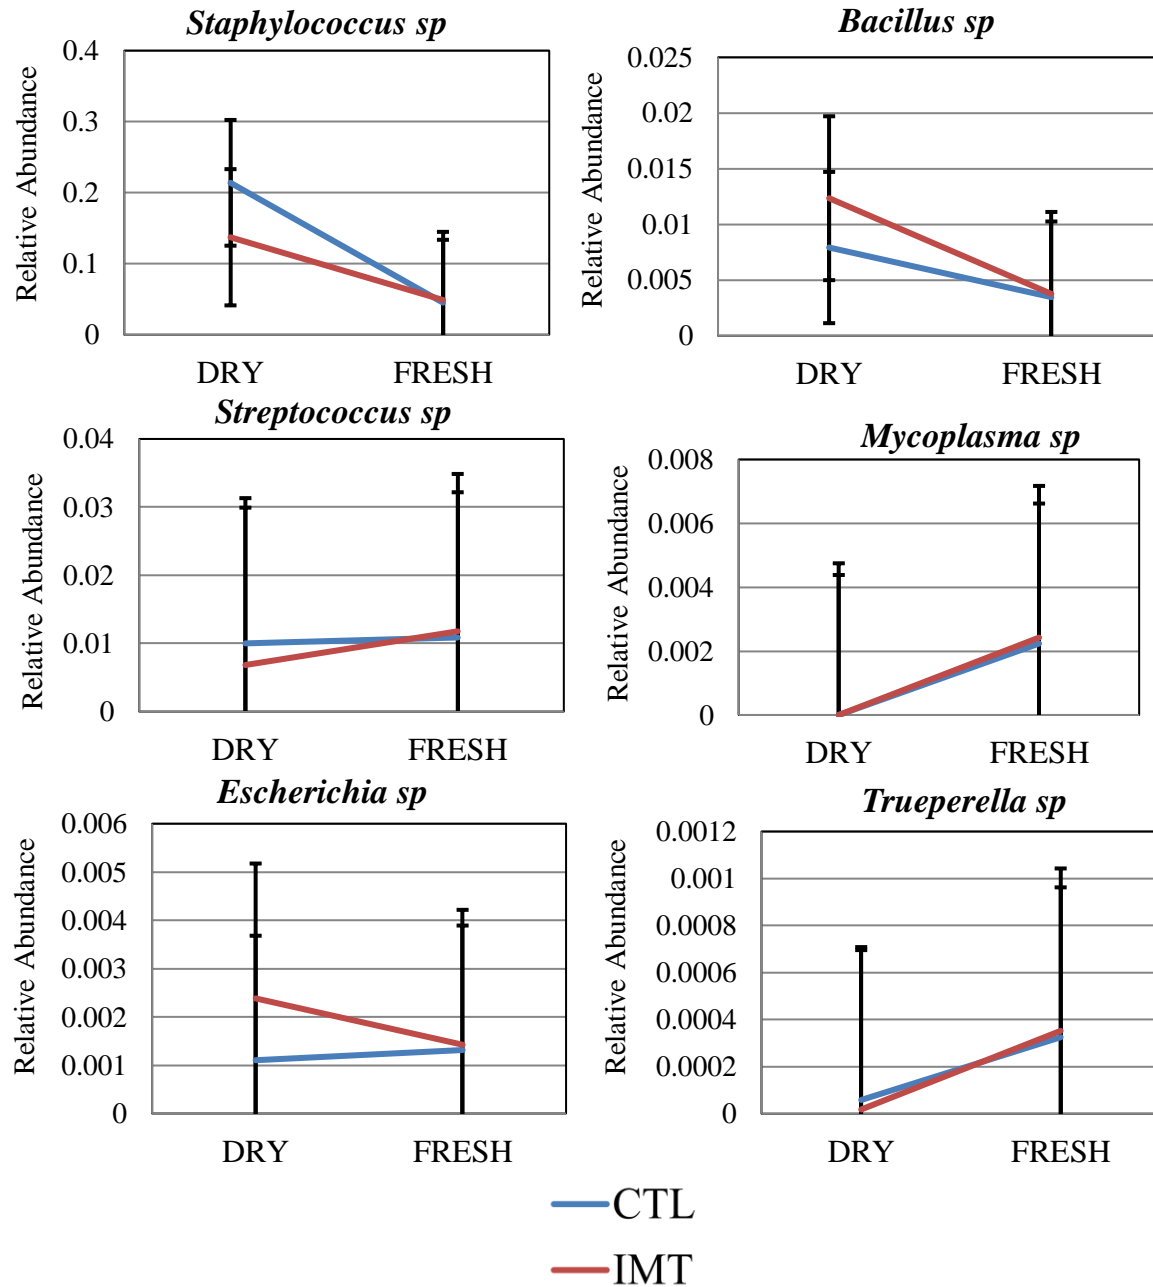 Staphylococcus sp
Relative Abundance
0.4
0.3
0.2
0.1
0
DRY FRESH
Bacillus sp
Relative Abundance
0.025
0.02
0.015
0.01
0.005
0
DRY FRESH
Streptococcus sp
Relative Abundance
0.04
0.03
0.02
0.01
0
DRY FRESH
Mycoplasma sp
Relative Abundance
0.008
0.006
0.004
0.002
0
DRY FRESH
Escherichia sp
Relative Abundance
0.006
0.005
0.004
0.003
0.002
0.001
0
DRY FRESH
Trueperella sp
Relative Abundance
0.0012
0.001
0.0008
0.0006
0.0004
0.0002
0
DRY FRESH
CTL
IMT